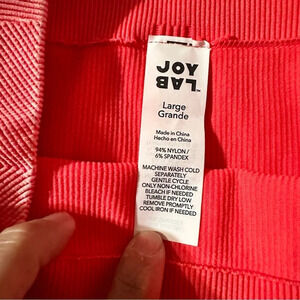 JOY
LAB™
Large
Grande
Made in China
Hecho en China
94% NYLON /
6% SPANDEX
MACHINE WASH COLD
SEPARATELY
GENTLE CYCLE
ONLY NON-CHLORINE
BLEACH IF NEEDED
TUMBLE DRY LOW
REMOVE PROMPTLY
COOL IRON IF NEEDED